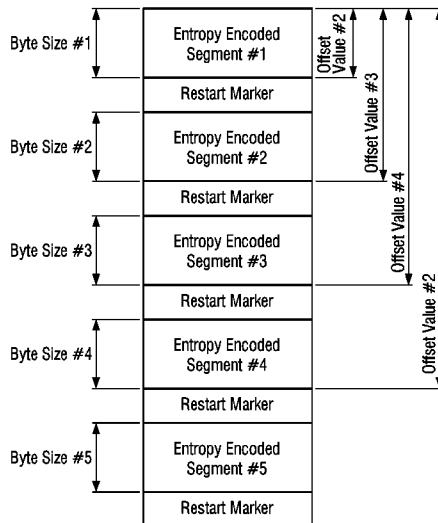 Byte Size #1
Entropy Encoded
Segment #1
Offset
Value #2
Restart Marker
Offset Value #3
Byte Size #2
Entropy Encoded
Segment #2
Restart Marker
Offset Value #4
Byte Size #3
Entropy Encoded
Segment #3
Restart Marker
Offset Value #2
Byte Size #4
Entropy Encoded
Segment #4
Restart Marker
Byte Size #5
Entropy Encoded
Segment #5
Restart Marker